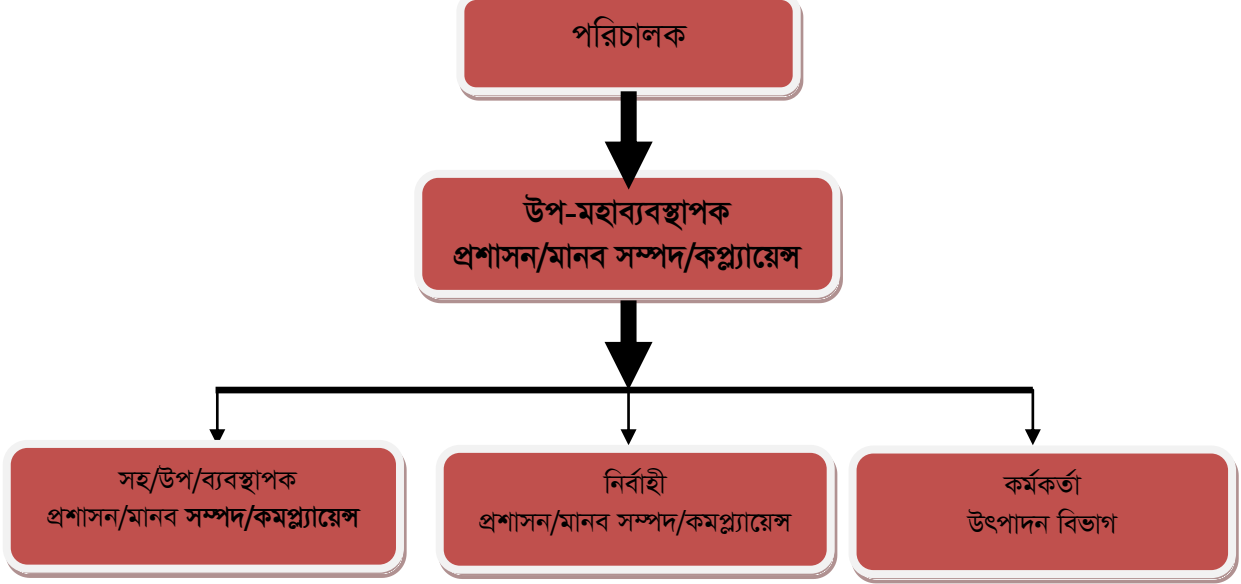 পরিচালক
উপ-মহাব্যবস্থাপক
প্রশাসন/মানব সম্পদ/কপ্ল্যায়েন্স
সহ/উপ/ব্যবস্থাপক
প্রশাসন/মানব সম্পদ/কমপ্ল্যায়েন্স
নির্বাহী
প্রশাসন/মানব সম্পদ/কমপ্ল্যায়েন্স
কর্মকর্তা
উৎপাদন বিভাগ